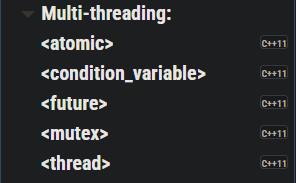 Multi-threading:
<atomic> C++11
<condition_variable> C++11
<future> C++11
<mutex> C++11
<thread> C++11